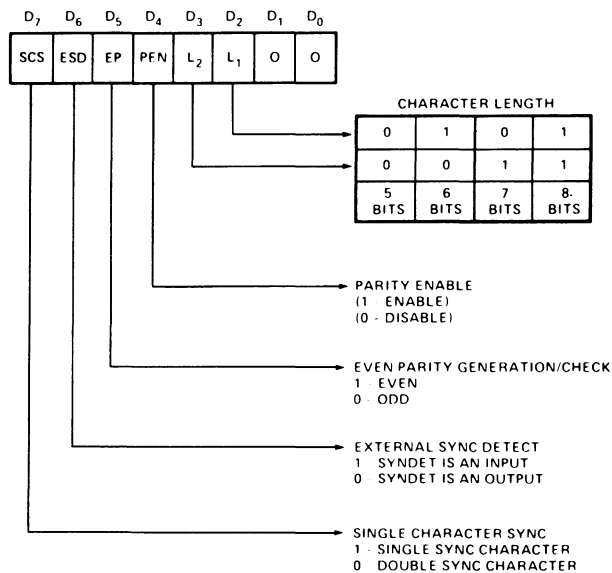 D7 D6 D5 D4 D3 D2 D1 D0
SCS ESD EP PEN L2 L1 0 0
CHARACTER LENGTH
0 1 0 1
0 0 1 1
5 BITS 6 BITS 7 BITS 8. BITS
PARITY ENABLE
(1 - ENABLE)
(0 - DISABLE)
EVEN PARITY GENERATION/CHECK
1 - EVEN
0 - ODD
EXTERNAL SYNC DETECT
1 SYNDET IS AN INPUT
0 - SYNDET IS AN OUTPUT
SINGLE CHARACTER SYNC
1 - SINGLE SYNC CHARACTER
0 DOUBLE SYNC CHARACTER